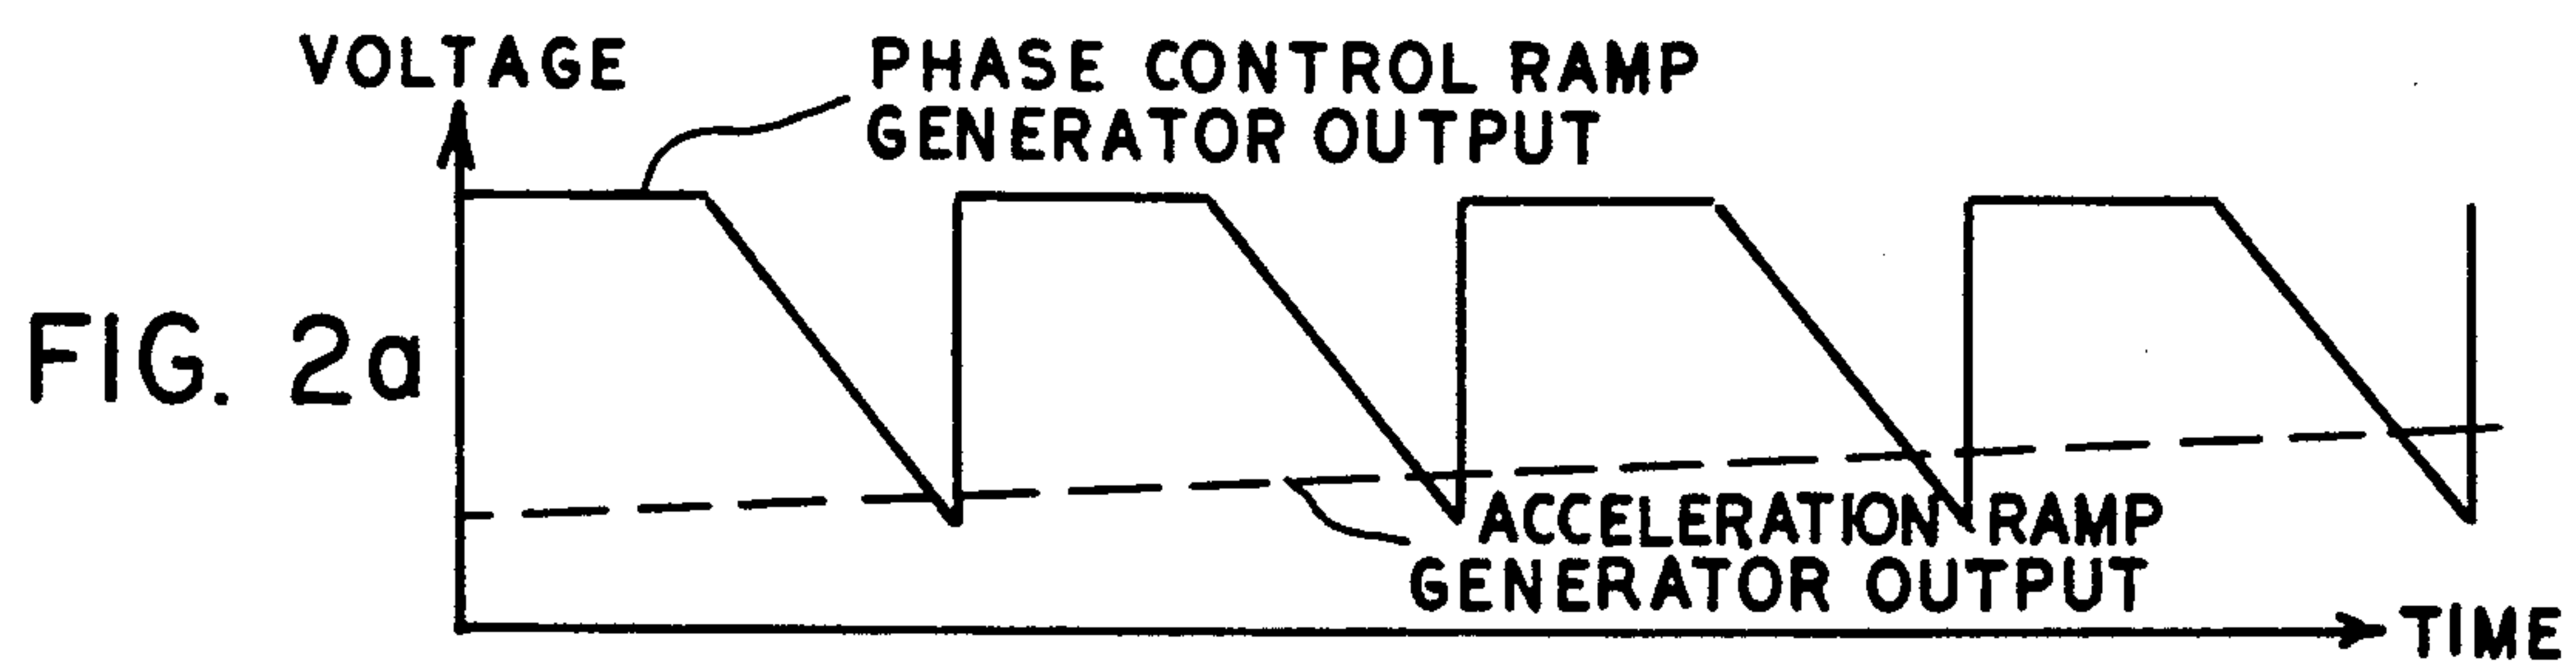 VOLTAGE
PHASE CONTROL RAMP
GENERATOR OUTPUT
FIG. 2a
ACCELERATION RAMP
GENERATOR OUTPUT
TIME